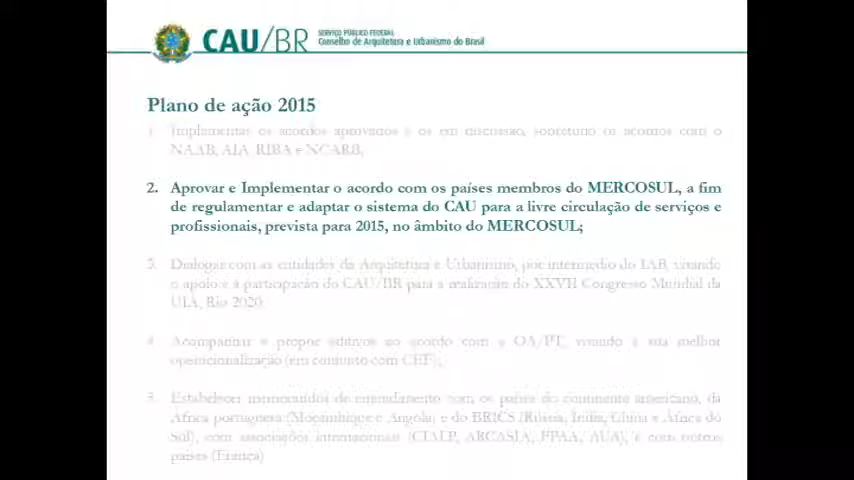 CAU/BR
SERVIÇO PÚBLICO FEDERAL
Conselho de Arquitetura e Urbanismo do Brasil
Plano de ação 2015
1. Implementar os acordos aprovados e os em discussão, sobretudo os acordos com o
NAAB, AIA, RIBA e NCARB;
2. Aprovar e Implementar o acordo com os países membros do MERCOSUL, a fim
de regulamentar e adaptar o sistema do CAU para a livre circulação de serviços e
profissionais, prevista para 2015, no âmbito do MERCOSUL;
3. Dialogar com as entidades da Arquitetura e Urbanismo, por intermédio do IAB, visando
o apoio e a participação do CAU/BR para a realização do XXVII Congresso Mundial da
UIA, Rio 2020
4. Acompanhar e propor aditivos ao acordo com a OA/PT, visando a sua melhor
operacionalização (em conjunto com CEF);
5. Estabelecer memorandos de entendimento com os países do continente americano, da
África portuguesa (Moçambique e Angola) e do BRICS (Rússia, Índia, China e África do
Sul), com associações internacionais (CIALP, ARCASIA, FPAA, AUA), e com outros
países (França)